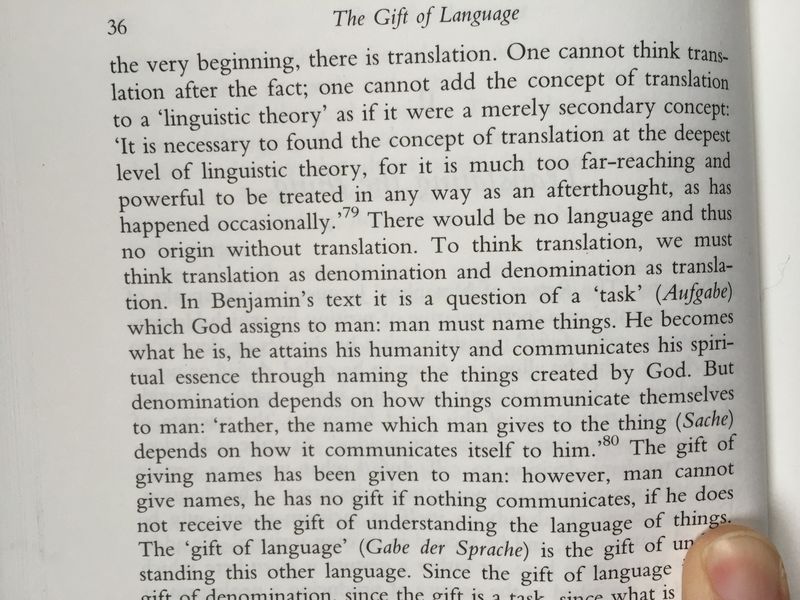 36
The Gift of Language
the very beginning, there is translation. One cannot think trans-
lation after the fact; one cannot add the concept of translation
to a ‘linguistic theory’ as if it were a merely secondary concept:
‘It is necessary to found the concept of translation at the deepest
level of linguistic theory, for it is much too far-reaching and
powerful to be treated in any way as an afterthought, as has
happened occasionally.’79 There would be no language and thus
no origin without translation. To think translation, we must
think translation as denomination and denomination as transla-
tion. In Benjamin’s text it is a question of a ‘task’ (Aufgabe)
which God assigns to man: man must name things. He becomes
what he is, he attains his humanity and communicates his spiri-
tual essence through naming the things created by God. But
denomination depends on how things communicate themselves
to man: ‘rather, the name which man gives to the thing (Sache)
depends on how it communicates itself to him.’80 The gift of
giving names has been given to man: however, man cannot
give names, he has no gift if nothing communicates, if he does
not receive the gift of understanding the language of things.
The ‘gift of language’ (Gabe der Sprache) is the gift of
standing this other language. Since the gift of language
gift of denomination, since the gift is a task, since what is